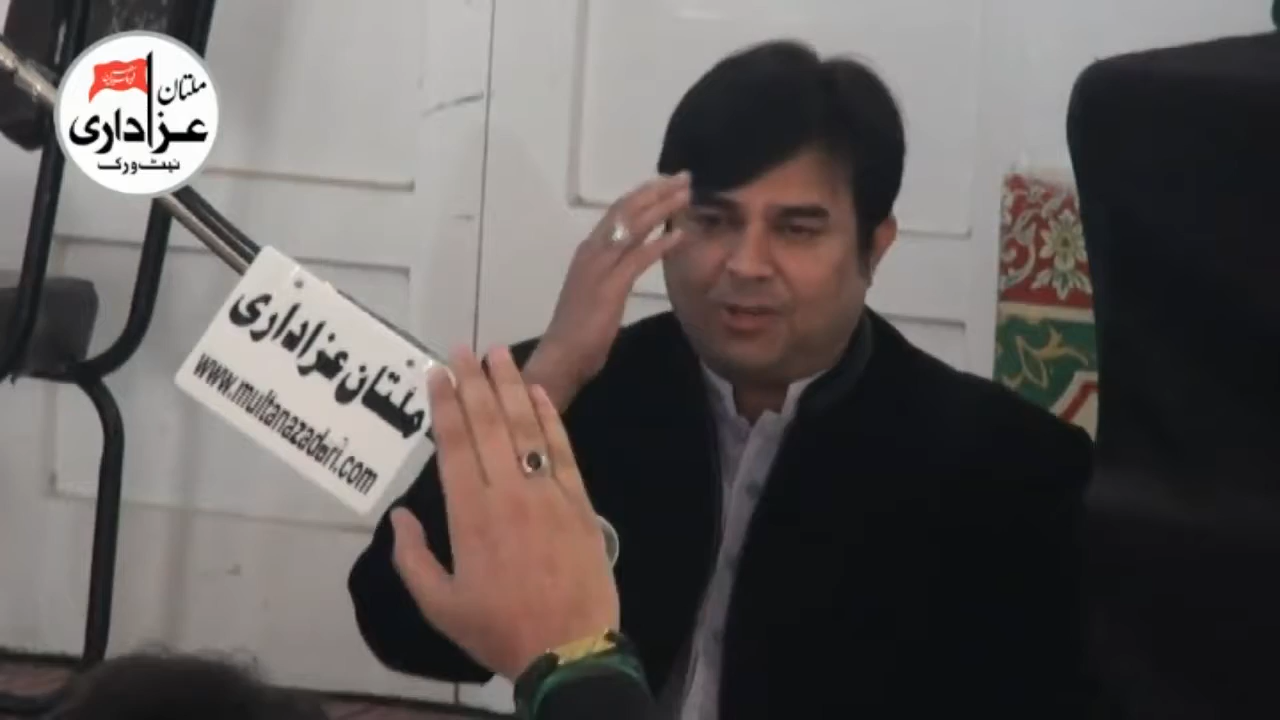 ملتان
عزاداری
نیٹ ورک
ملتان عزاداری
www.multanazadari.com